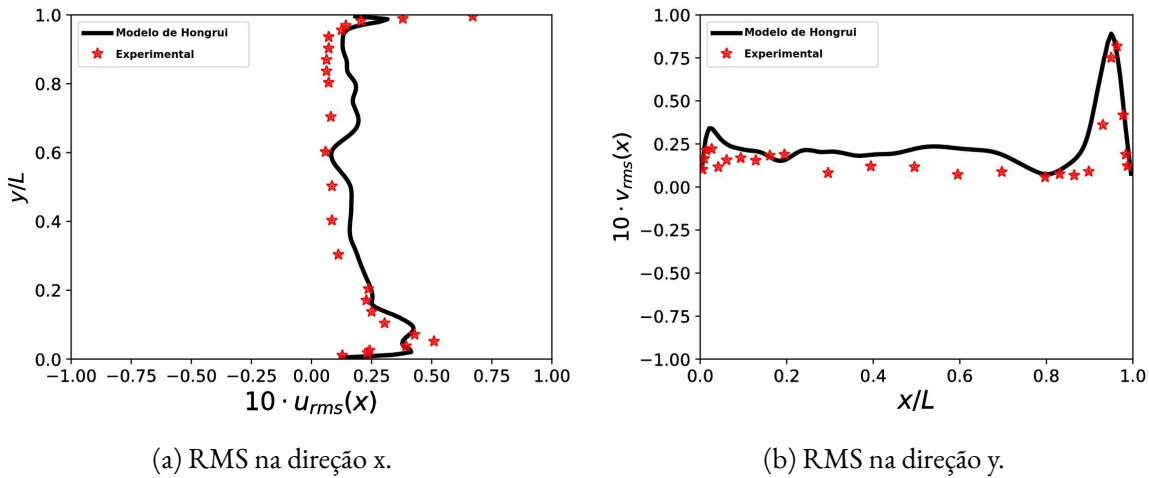 1.0
0.8
0.6
0.4
0.2
0.0
y/L
Modelo de Hongrui
Experimental
−1.00 −0.75 −0.50 −0.25 0.00 0.25 0.50 0.75 1.00
10 · u_rms(x)
(a) RMS na direção x.
1.00
0.75
0.50
0.25
0.00
−0.25
−0.50
−0.75
−1.00
10 · v_rms(x)
Modelo de Hongrui
Experimental
0.0 0.2 0.4 0.6 0.8 1.0
x/L
(b) RMS na direção y.